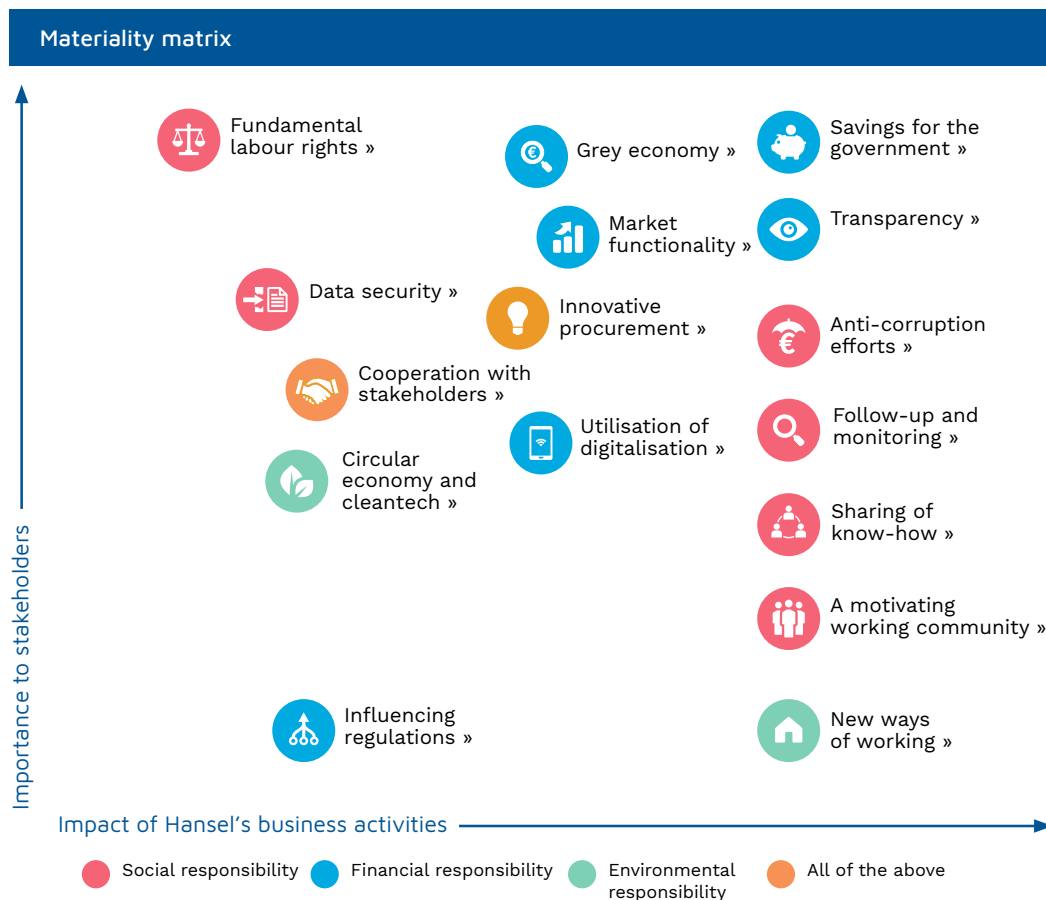 Materiality matrix
Fundamental
labour rights »
Grey economy »
Savings for the
government »
Market
functionality »
Transparency »
Data security »
Innovative
procurement »
Anti-corruption
efforts »
Cooperation with
stakeholders »
Utilisation of
digitalisation »
Follow-up and
monitoring »
Circular
economy and
cleantech »
Sharing of
know-how »
A motivating
working community »
Influencing
regulations »
New ways
of working »
Importance to stakeholders
Impact of Hansel’s business activities
Social responsibility
Financial responsibility
Environmental
responsibility
All of the above